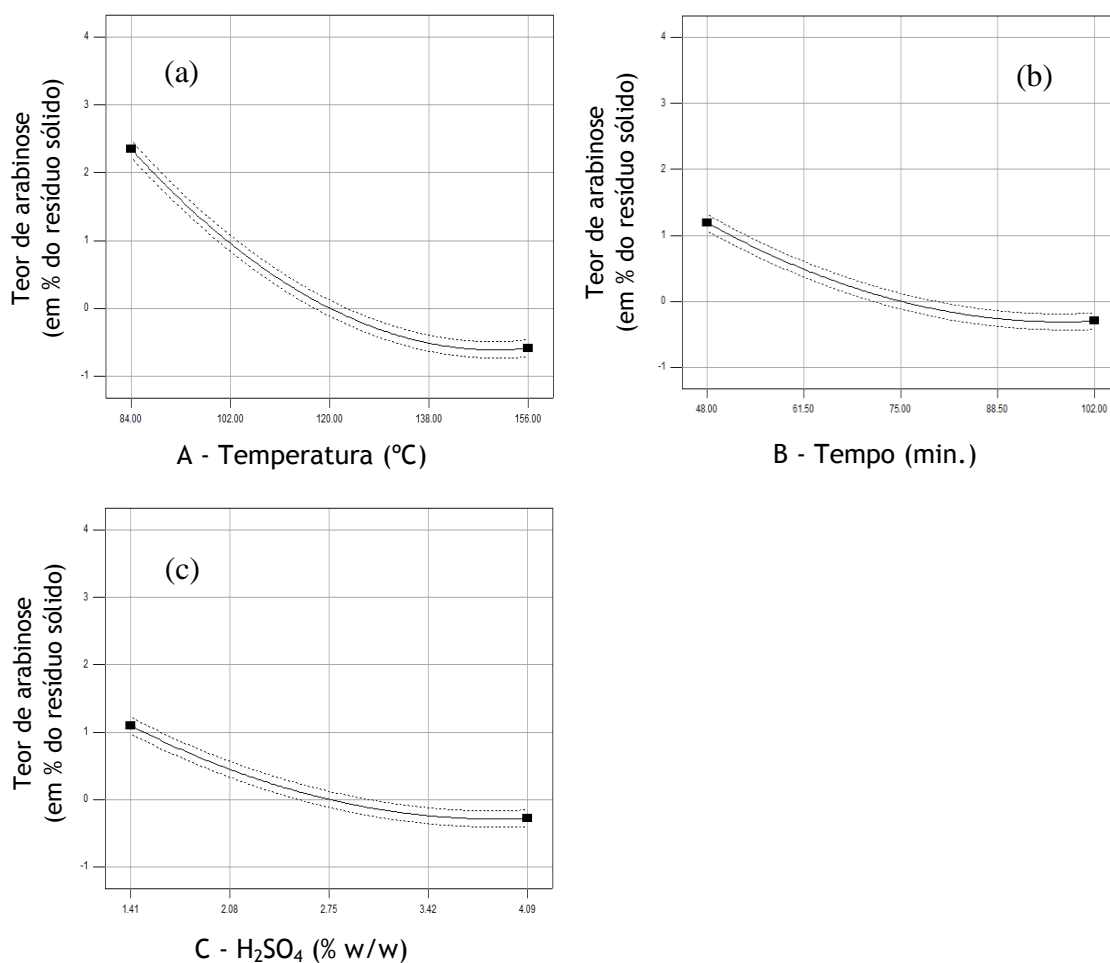 (a)
Teor de arabinose
(em % do resíduo sólido)
4
3
2
1
0
-1
84.00 102.00 120.00 138.00 156.00
A - Temperatura (ºC)
(b)
Teor de arabinose
(em % do resíduo sólido)
4
3
2
1
0
-1
48.00 61.50 75.00 88.50 102.00
B - Tempo (min.)
(c)
Teor de arabinose
(em % do resíduo sólido)
4
3
2
1
0
-1
1.41 2.08 2.75 3.42 4.09
C - H₂SO₄ (% w/w)